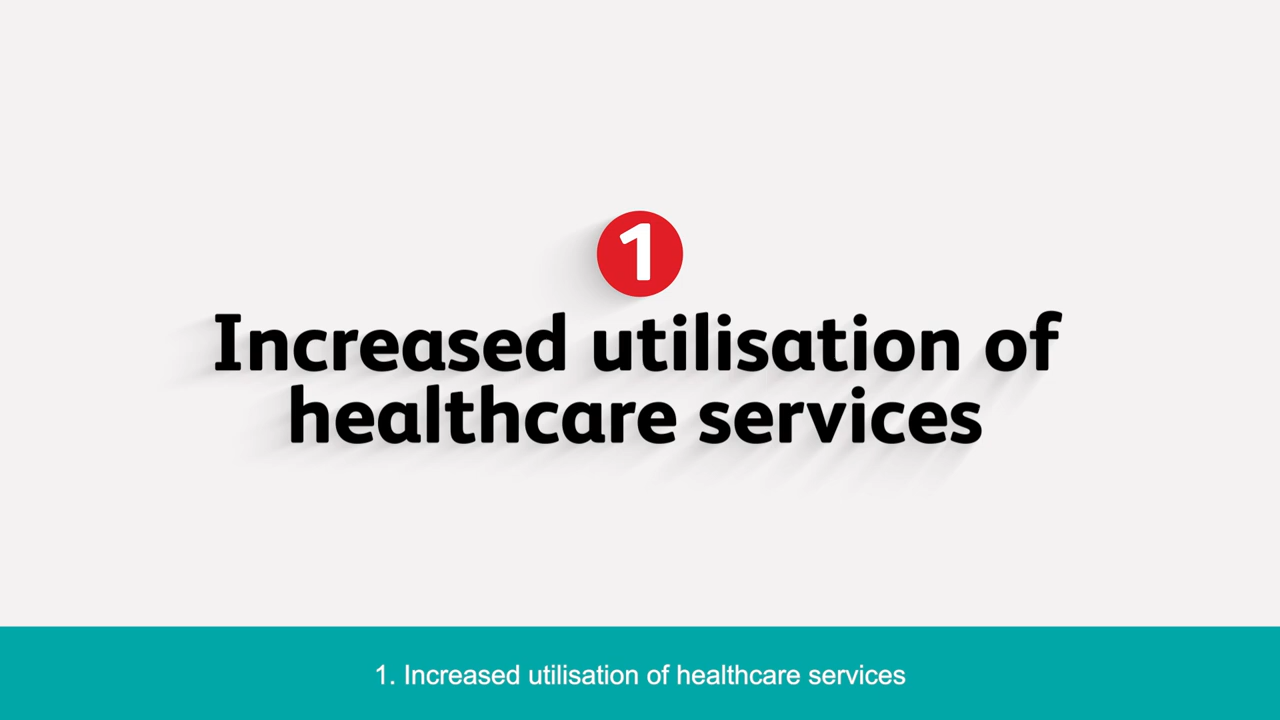 1
Increased utilisation of
healthcare services
1. Increased utilisation of healthcare services